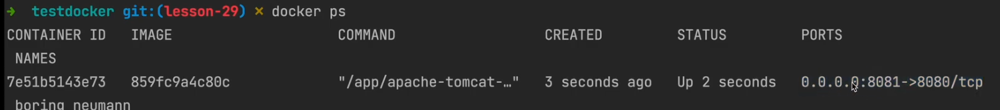 → testdocker git:(lesson-29) × docker ps
CONTAINER ID IMAGE COMMAND CREATED STATUS PORTS
NAMES
7e51b5143e73 859fc9a4c80c "/app/apache-tomcat-…" 3 seconds ago Up 2 seconds 0.0.0.0:8081->8080/tcp
boring_neumann